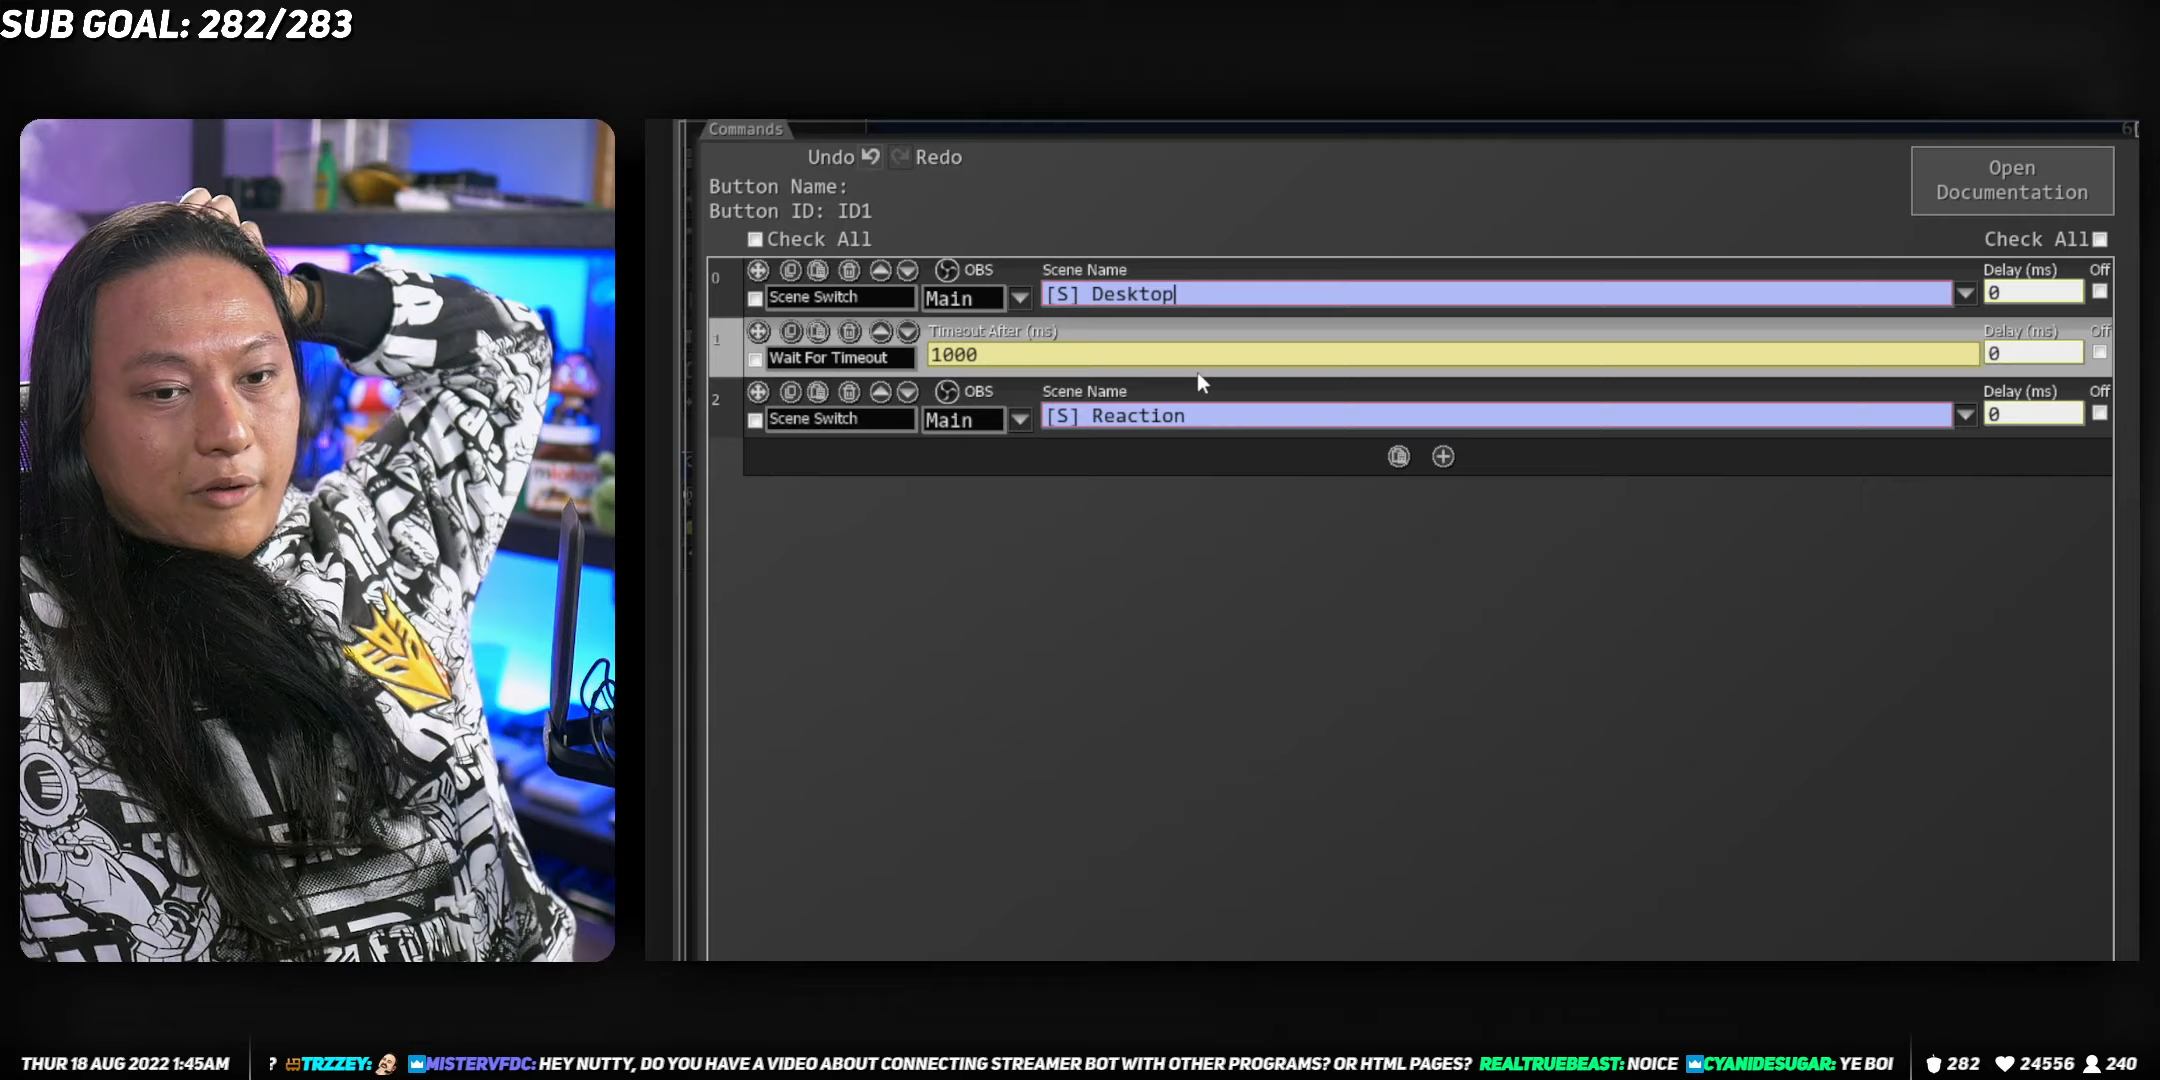 SUB GOAL: 282/283
Commands
Undo Redo
Button Name:
Button ID: ID1
Open
Documentation
Check All
Check All
0
OBS
Scene Name
Delay (ms)
Off
Scene Switch
Main
[S] Desktop
0
1
Timeout After (ms)
Delay (ms)
Off
Wait For Timeout
1000
0
2
OBS
Scene Name
Delay (ms)
Off
Scene Switch
Main
[S] Reaction
0
THUR 18 AUG 2022 1:45AM ? TRZZEY: MISTERVFDC: HEY NUTTY, DO YOU HAVE A VIDEO ABOUT CONNECTING STREAMER BOT WITH OTHER PROGRAMS? OR HTML PAGES? REALTRUEBEAST: NOICE CYANIDESUGAR: YE BOI 282 24556 240